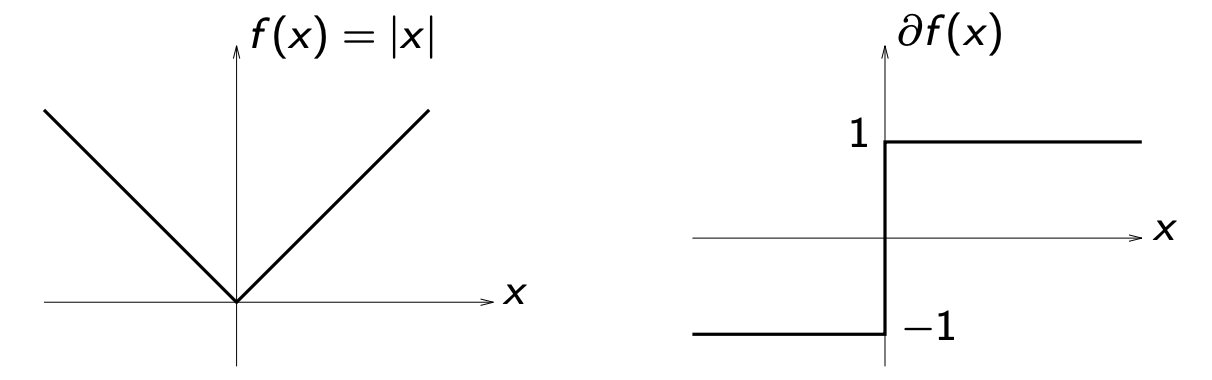 f(x) = |x|
x
∂f(x)
1
x
−1